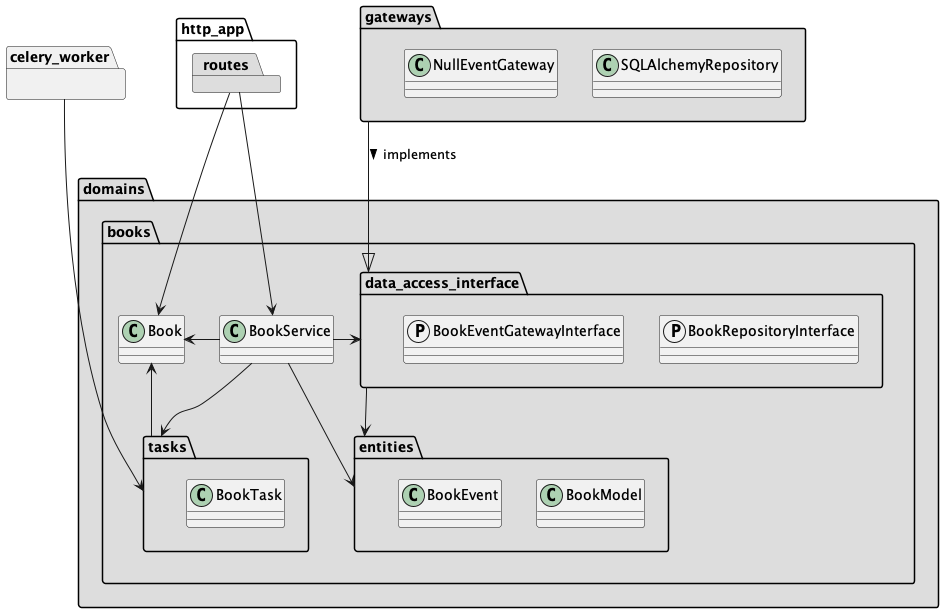 gateways
http_app
celery_worker
routes
C NullEventGateway
C SQLAlchemyRepository
implements
domains
books
data_access_interface
C Book
C BookService
P BookEventGatewayInterface
P BookRepositoryInterface
tasks
entities
C BookTask
C BookEvent
C BookModel